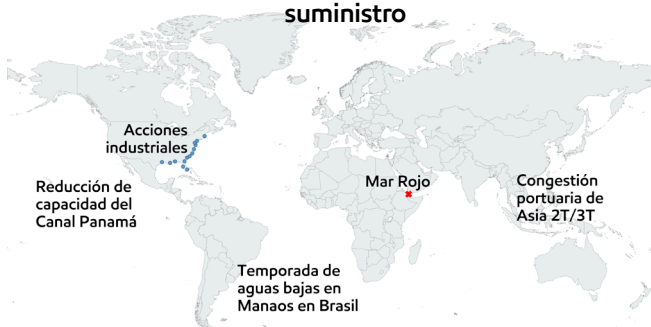 suministro
Acciones
industriales
Mar Rojo
Reducción de
capacidad del
Canal Panamá
Congestión
portuaria de
Asia 2T/3T
Temporada de
aguas bajas en
Manaos en Brasil